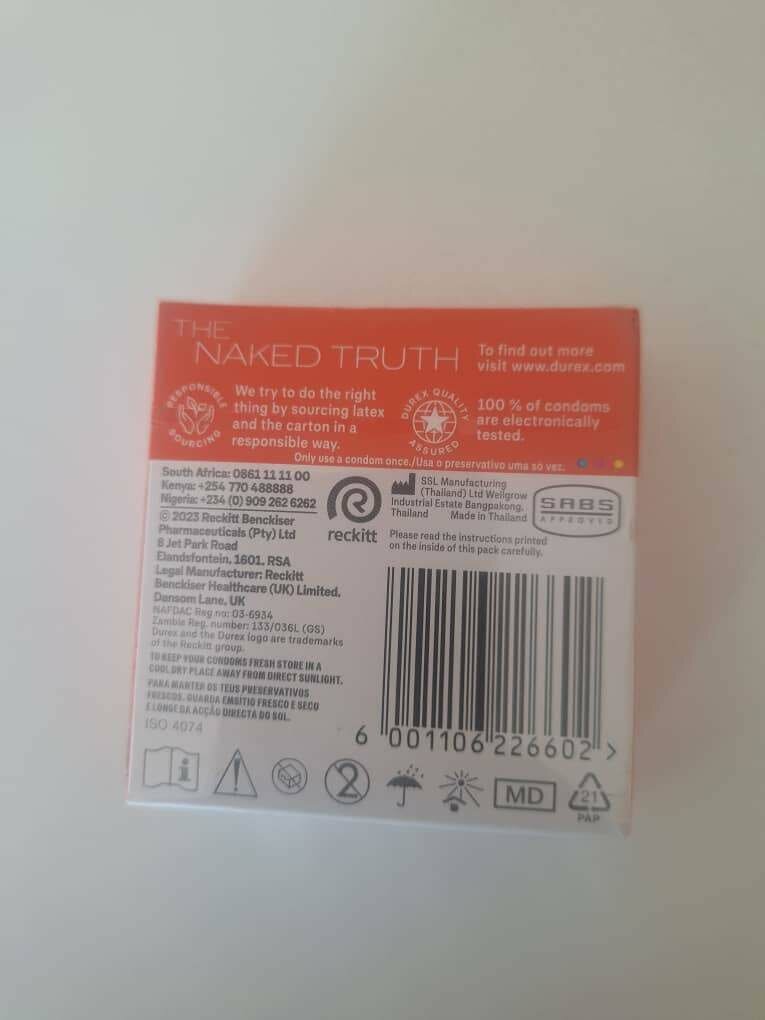 THE
NAKED TRUTH
To find out more
visit www.durex.com
RESPONSIBLE
SOURCING
We try to do the right
thing by sourcing latex
and the carton in a
responsible way.
DUREX QUALITY
ASSURED
100 % of condoms
are electronically
tested.
Only use a condom once./Usa o preservativo uma só vez.
South Africa: 0861 11 11 00
Kenya: +254 770 488888
Nigeria: +234 (0) 909 262 6262
© 2023 Reckitt Benckiser
Pharmaceuticals (Pty) Ltd
8 Jet Park Road
Elandsfontein, 1601, RSA
Legal Manufacturer: Reckitt
Benckiser Healthcare (UK) Limited,
Dansom Lane, UK
NAFDAC Reg no: 03-6934
Zambia Reg. number: 133/036L (GS)
Durex and the Durex logo are trademarks
of the Reckitt group.
TO KEEP YOUR CONDOMS FRESH STORE IN A
COOL DRY PLACE AWAY FROM DIRECT SUNLIGHT.
PARA MANTER OS TEUS PRESERVATIVOS
FRESCOS, GUARDA EM SÍTIO FRESCO E SECO
E LONGE DA ACÇÃO DIRECTA DO SOL.
ISO 4074
reckitt
SSL Manufacturing
(Thailand) Ltd Wellgrow
Industrial Estate Bangpakong,
Thailand Made in Thailand
SABS
APPROVED
Please read the instructions printed
on the inside of this pack carefully.
6 001106 226602 >
2
MD
21
PAP